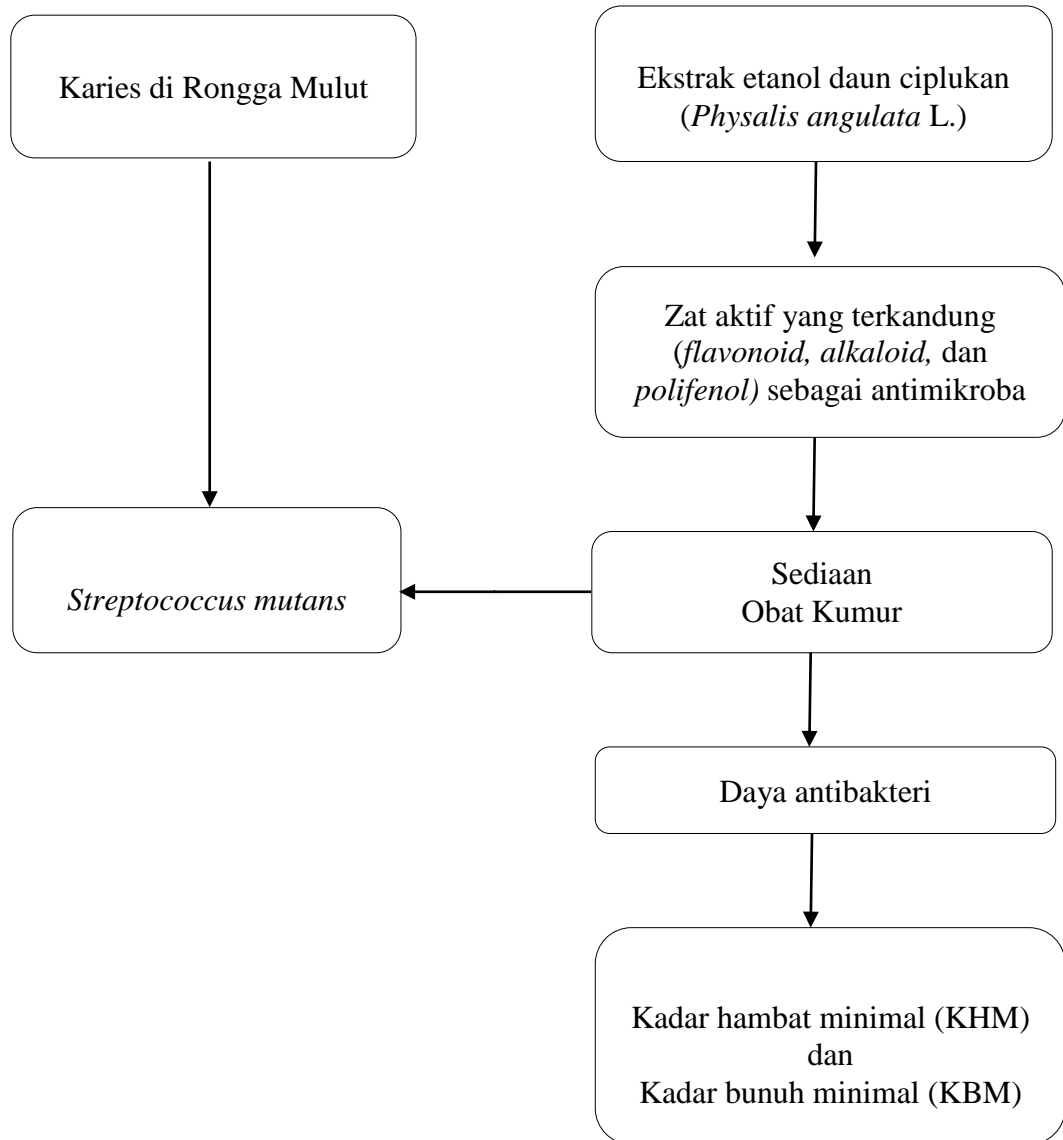 Karies di Rongga Mulut
Ekstrak etanol daun ciplukan
(Physalis angulata L.)
Zat aktif yang terkandung
(flavonoid, alkaloid, dan
polifenol) sebagai antimikroba
Streptococcus mutans
Sediaan
Obat Kumur
Daya antibakteri
Kadar hambat minimal (KHM)
dan
Kadar bunuh minimal (KBM)